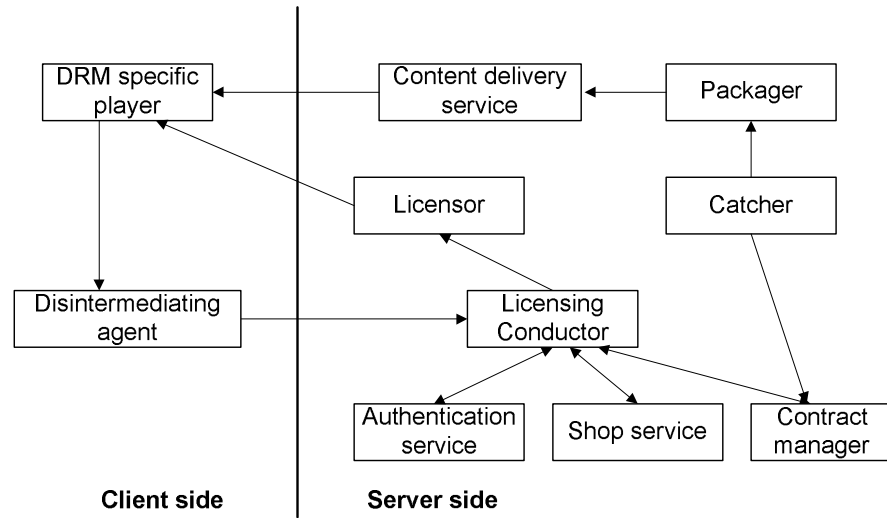 DRM specific
player
Content delivery
service
Packager
Licensor
Catcher
Disintermediating
agent
Licensing
Conductor
Authentication
service
Shop service
Contract
manager
Client side
Server side